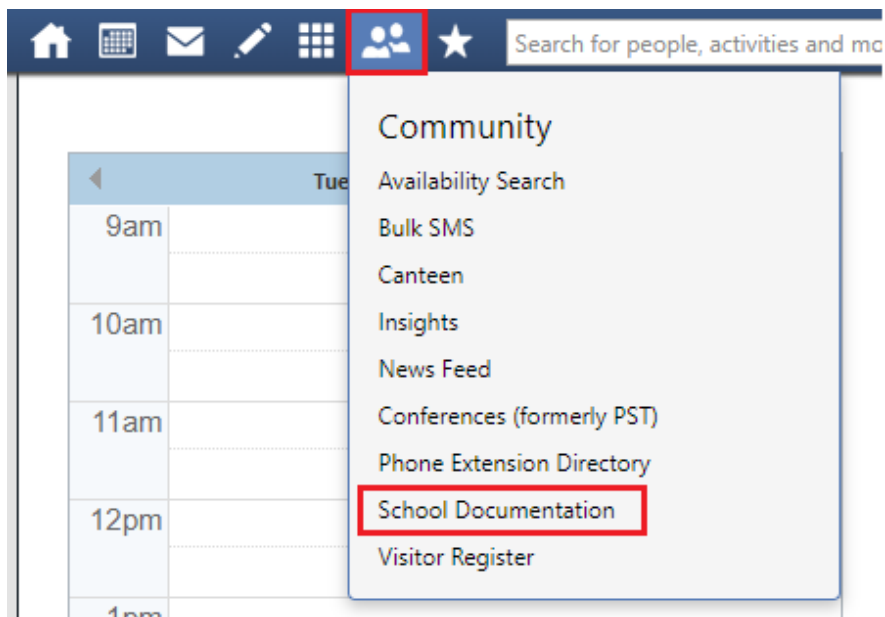 Search for people, activities and mo
Community
Tue
Availability Search
9am
Bulk SMS
Canteen
10am
Insights
News Feed
11am
Conferences (formerly PST)
Phone Extension Directory
12pm
School Documentation
Visitor Register
1pm